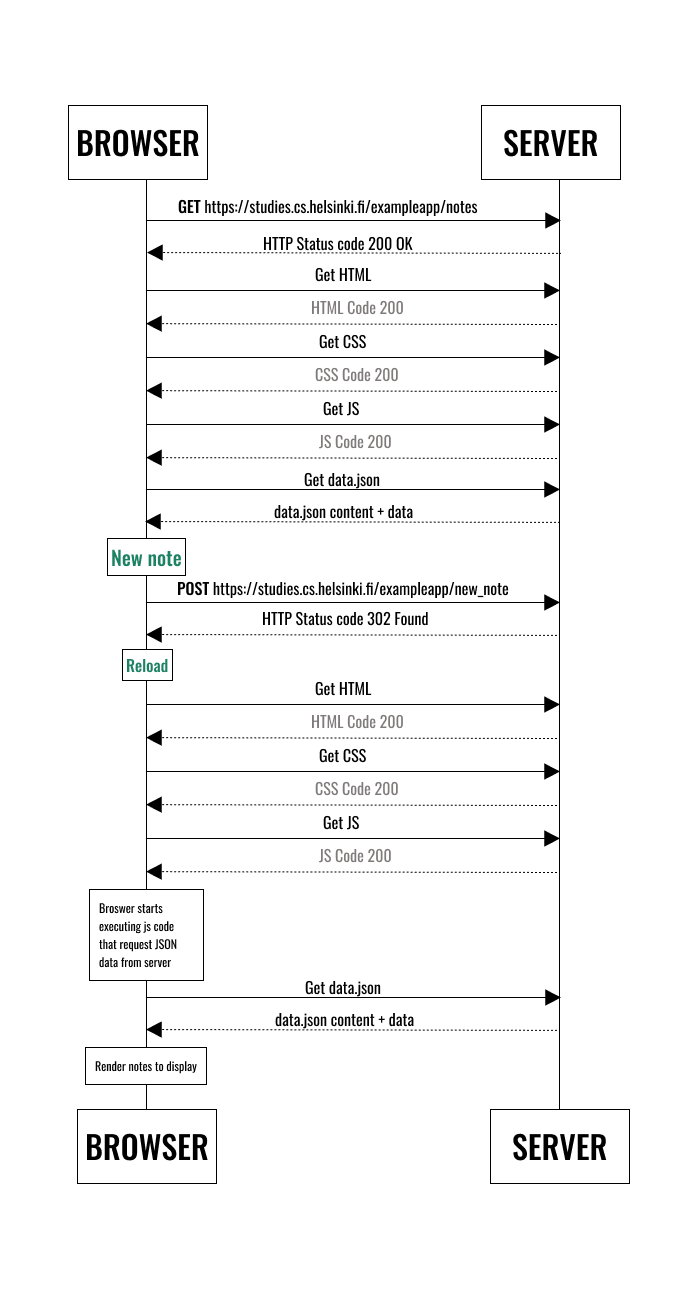 BROWSER
SERVER
GET https://studies.cs.helsinki.fi/exampleapp/notes
HTTP Status code 200 OK
Get HTML
HTML Code 200
Get CSS
CSS Code 200
Get JS
JS Code 200
Get data.json
data.json content + data
New note
POST https://studies.cs.helsinki.fi/exampleapp/new_note
HTTP Status code 302 Found
Reload
Get HTML
HTML Code 200
Get CSS
CSS Code 200
Get JS
JS Code 200
Broswer starts
executing js code
that request JSON
data from server
Get data.json
data.json content + data
Render notes to display
BROWSER
SERVER